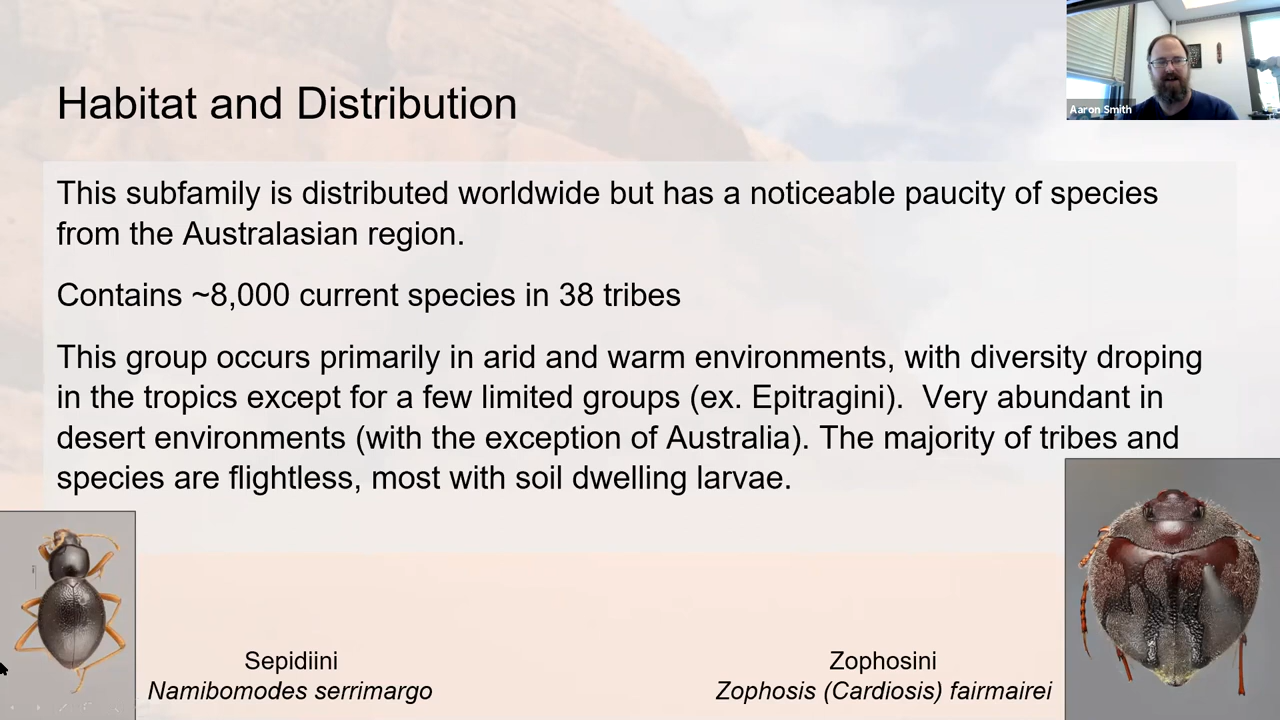 Aaron Smith
Habitat and Distribution
This subfamily is distributed worldwide but has a noticeable paucity of species
from the Australasian region.
Contains ~8,000 current species in 38 tribes
This group occurs primarily in arid and warm environments, with diversity droping
in the tropics except for a few limited groups (ex. Epitragini).  Very abundant in
desert environments (with the exception of Australia). The majority of tribes and
species are flightless, most with soil dwelling larvae.
Sepidiini
Namibomodes serrimargo
Zophosini
Zophosis (Cardiosis) fairmairei